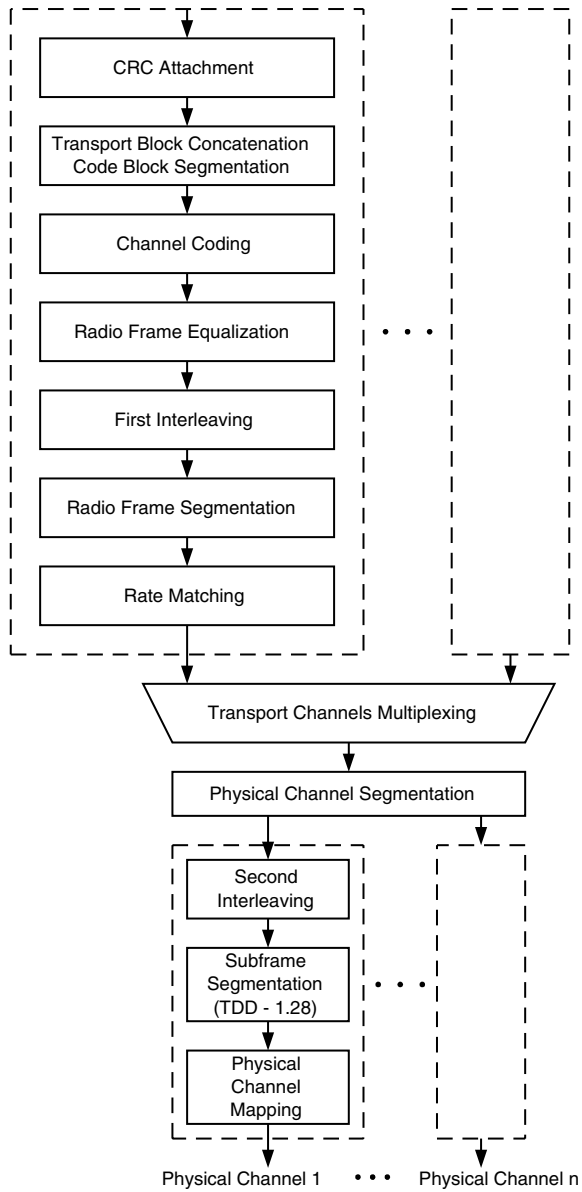 CRC Attachment
Transport Block Concatenation
Code Block Segmentation
Channel Coding
Radio Frame Equalization
First Interleaving
Radio Frame Segmentation
Rate Matching
Transport Channels Multiplexing
Physical Channel Segmentation
Second
Interleaving
Subframe
Segmentation
(TDD - 1.28)
Physical
Channel
Mapping
Physical Channel 1 • • • Physical Channel n